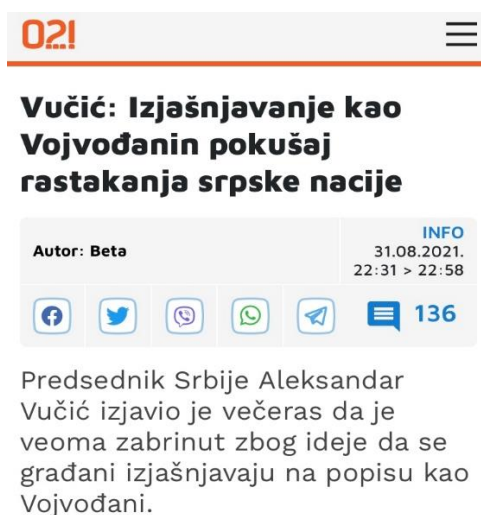 021
Vučić: Izjašnjavanje kao
Vojvođanin pokušaj
rastakanja srpske nacije
Autor: Beta
INFO
31.08.2021.
22:31 > 22:58
136
Predsednik Srbije Aleksandar
Vučić izjavio je večeras da je
veoma zabrinut zbog ideje da se
građani izjašnjavaju na popisu kao
Vojvođani.